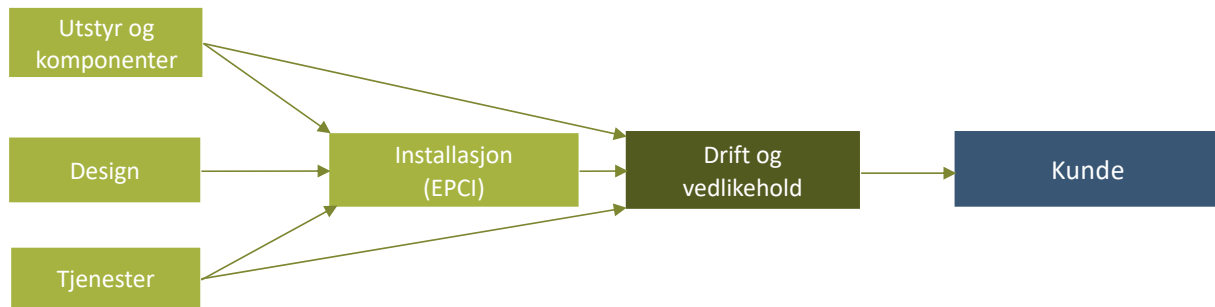 Utstyr og
komponenter
Design
Tjenester
Installasjon
(EPCI)
Drift og
vedlikehold
Kunde